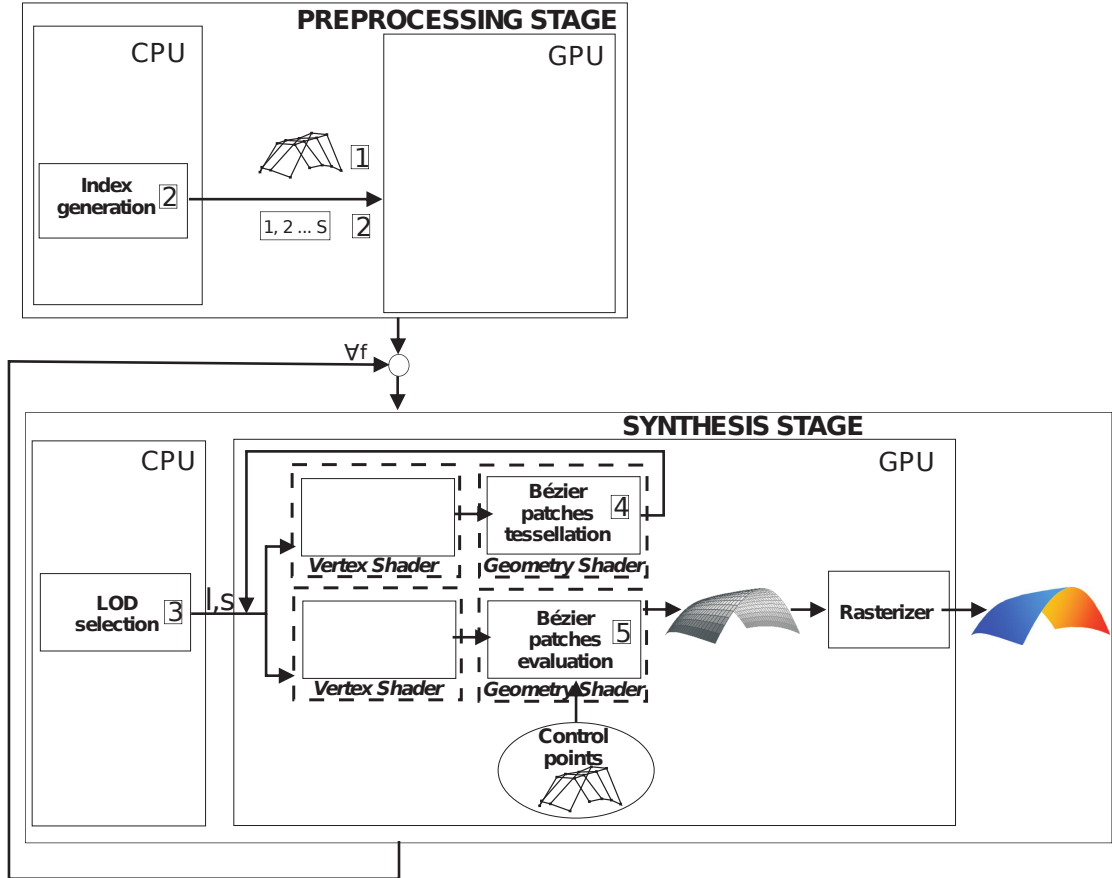 PREPROCESSING STAGE
CPU
GPU
1
Index
generation 2
1, 2 ... S 2
∀f
SYNTHESIS STAGE
CPU
GPU
Bézier
patches
tessellation 4
Vertex Shader
Geometry Shader
LOD
selection 3
l,s
Bézier
patches
evaluation 5
Rasterizer
Vertex Shader
Geometry Shader
Control
points